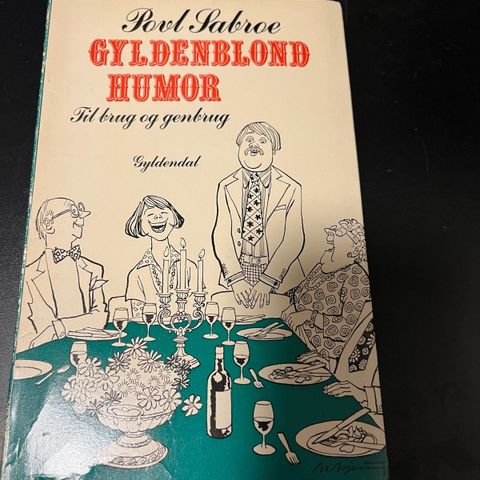 Povl Sabroe
GYLDENBLOND
HUMOR
Til brug og genbrug
Gyldendal